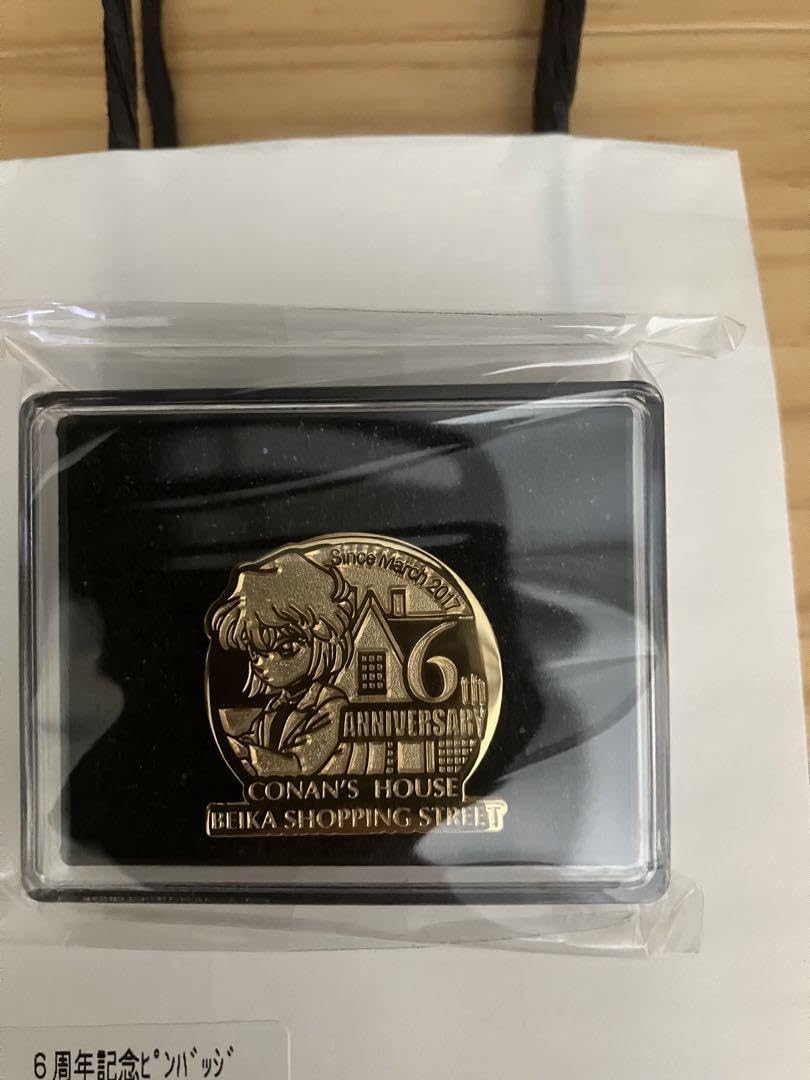 Since March 2017
6th
ANNIVERSARY
CONAN'S HOUSE
BEIKA SHOPPING STREET
6周年記念ﾋﾟﾝﾊﾞｯｼﾞ